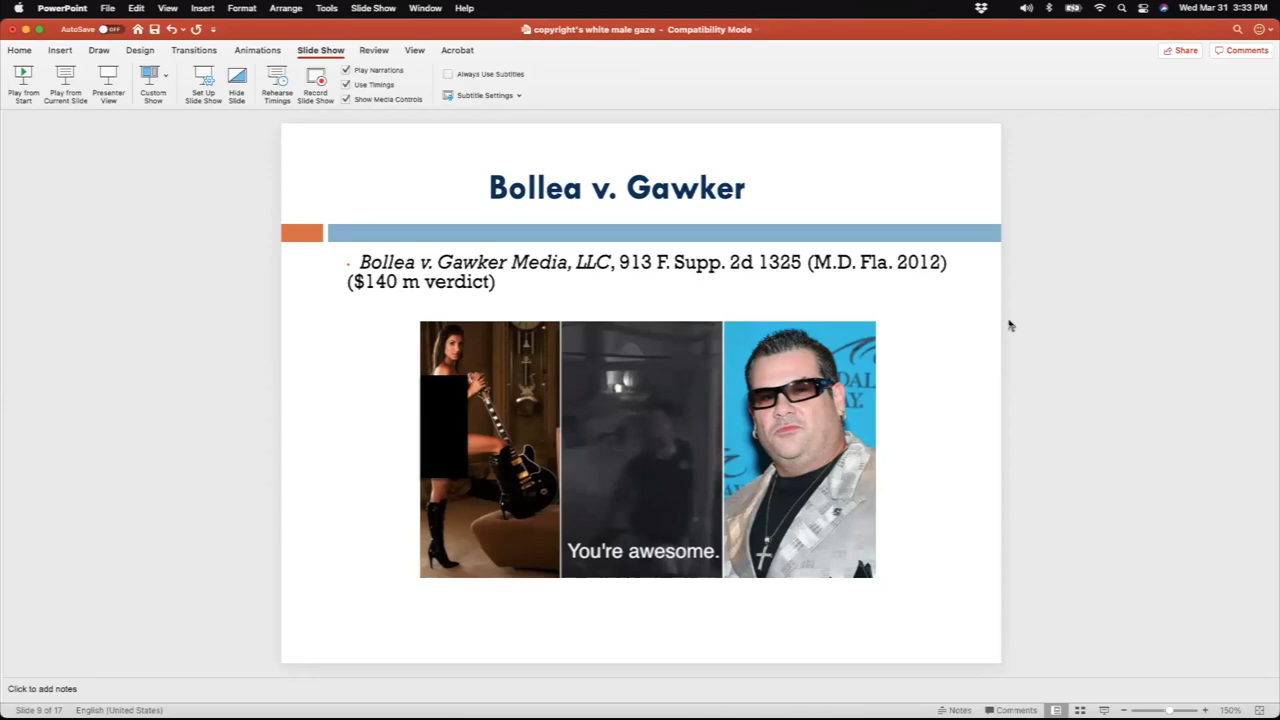 PowerPoint File Edit View Insert Format Arrange Tools Slide Show Window Help Wed Mar 31 3:33 PM
AutoSave OFF copyright's white male gaze - Compatibility Mode
Home Insert Draw Design Transitions Animations Slide Show Review View Acrobat Share Comments
Play from Start
Play from Current Slide
Presenter View
Custom Show
Set Up Slide Show
Hide Slide
Rehearse Timings
Record Slide Show
Play Narrations
Use Timings
Show Media Controls
Always Use Subtitles
Subtitle Settings
Bollea v. Gawker
Bollea v. Gawker Media, LLC, 913 F. Supp. 2d 1325 (M.D. Fla. 2012)
($140 m verdict)
You're awesome.
Click to add notes
Slide 9 of 17 English (United States) Notes Comments 150%